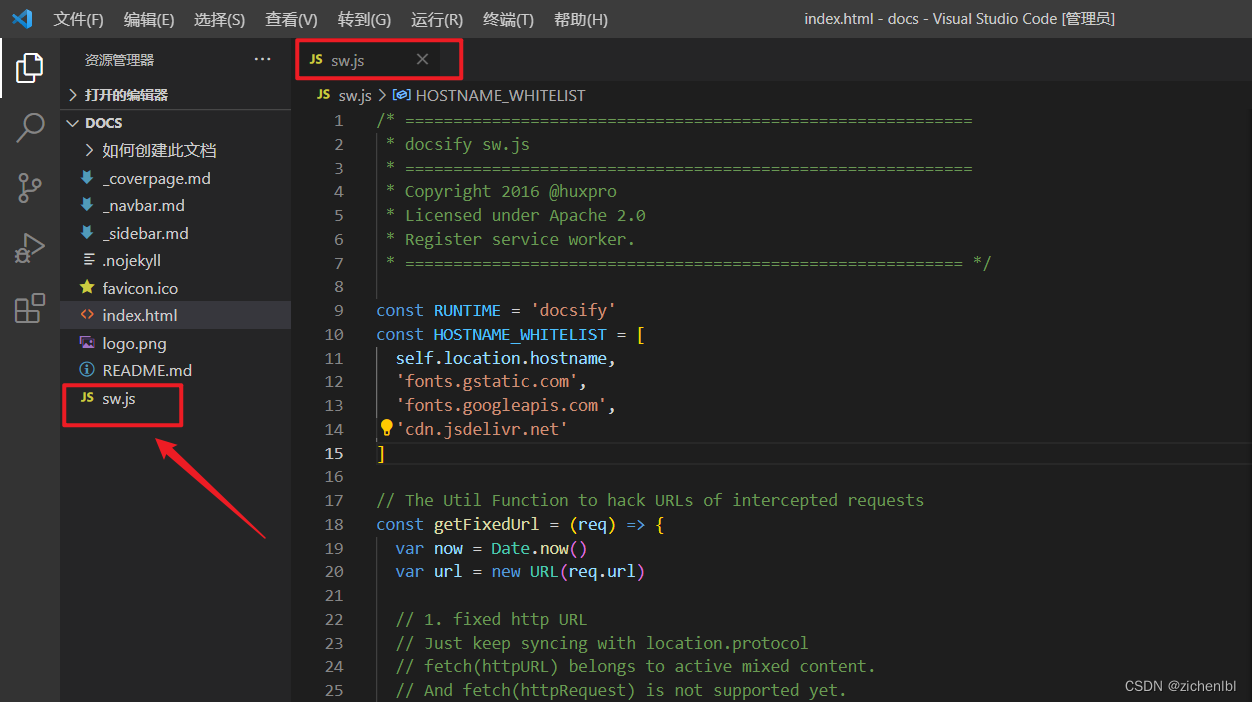 文件(F) 编辑(E) 选择(S) 查看(V) 转到(G) 运行(R) 终端(T) 帮助(H) index.html - docs - Visual Studio Code [管理员]
资源管理器 ···
打开的编辑器
DOCS
如何创建此文档
_coverpage.md
_navbar.md
_sidebar.md
.nojekyll
favicon.ico
index.html
logo.png
README.md
JS sw.js
JS sw.js
JS sw.js > HOSTNAME_WHITELIST
1 /* ===========================================================
2  * docsify sw.js
3  * ===========================================================
4  * Copyright 2016 @huxpro
5  * Licensed under Apache 2.0
6  * Register service worker.
7  * ========================================================== */
8
9 const RUNTIME = 'docsify'
10 const HOSTNAME_WHITELIST = [
11   self.location.hostname,
12   'fonts.gstatic.com',
13   'fonts.googleapis.com',
14   'cdn.jsdelivr.net'
15 ]
16
17 // The Util Function to hack URLs of intercepted requests
18 const getFixedUrl = (req) => {
19   var now = Date.now()
20   var url = new URL(req.url)
21
22   // 1. fixed http URL
23   // Just keep syncing with location.protocol
24   // fetch(httpURL) belongs to active mixed content.
25   // And fetch(httpRequest) is not supported yet.
CSDN @zichenlbl